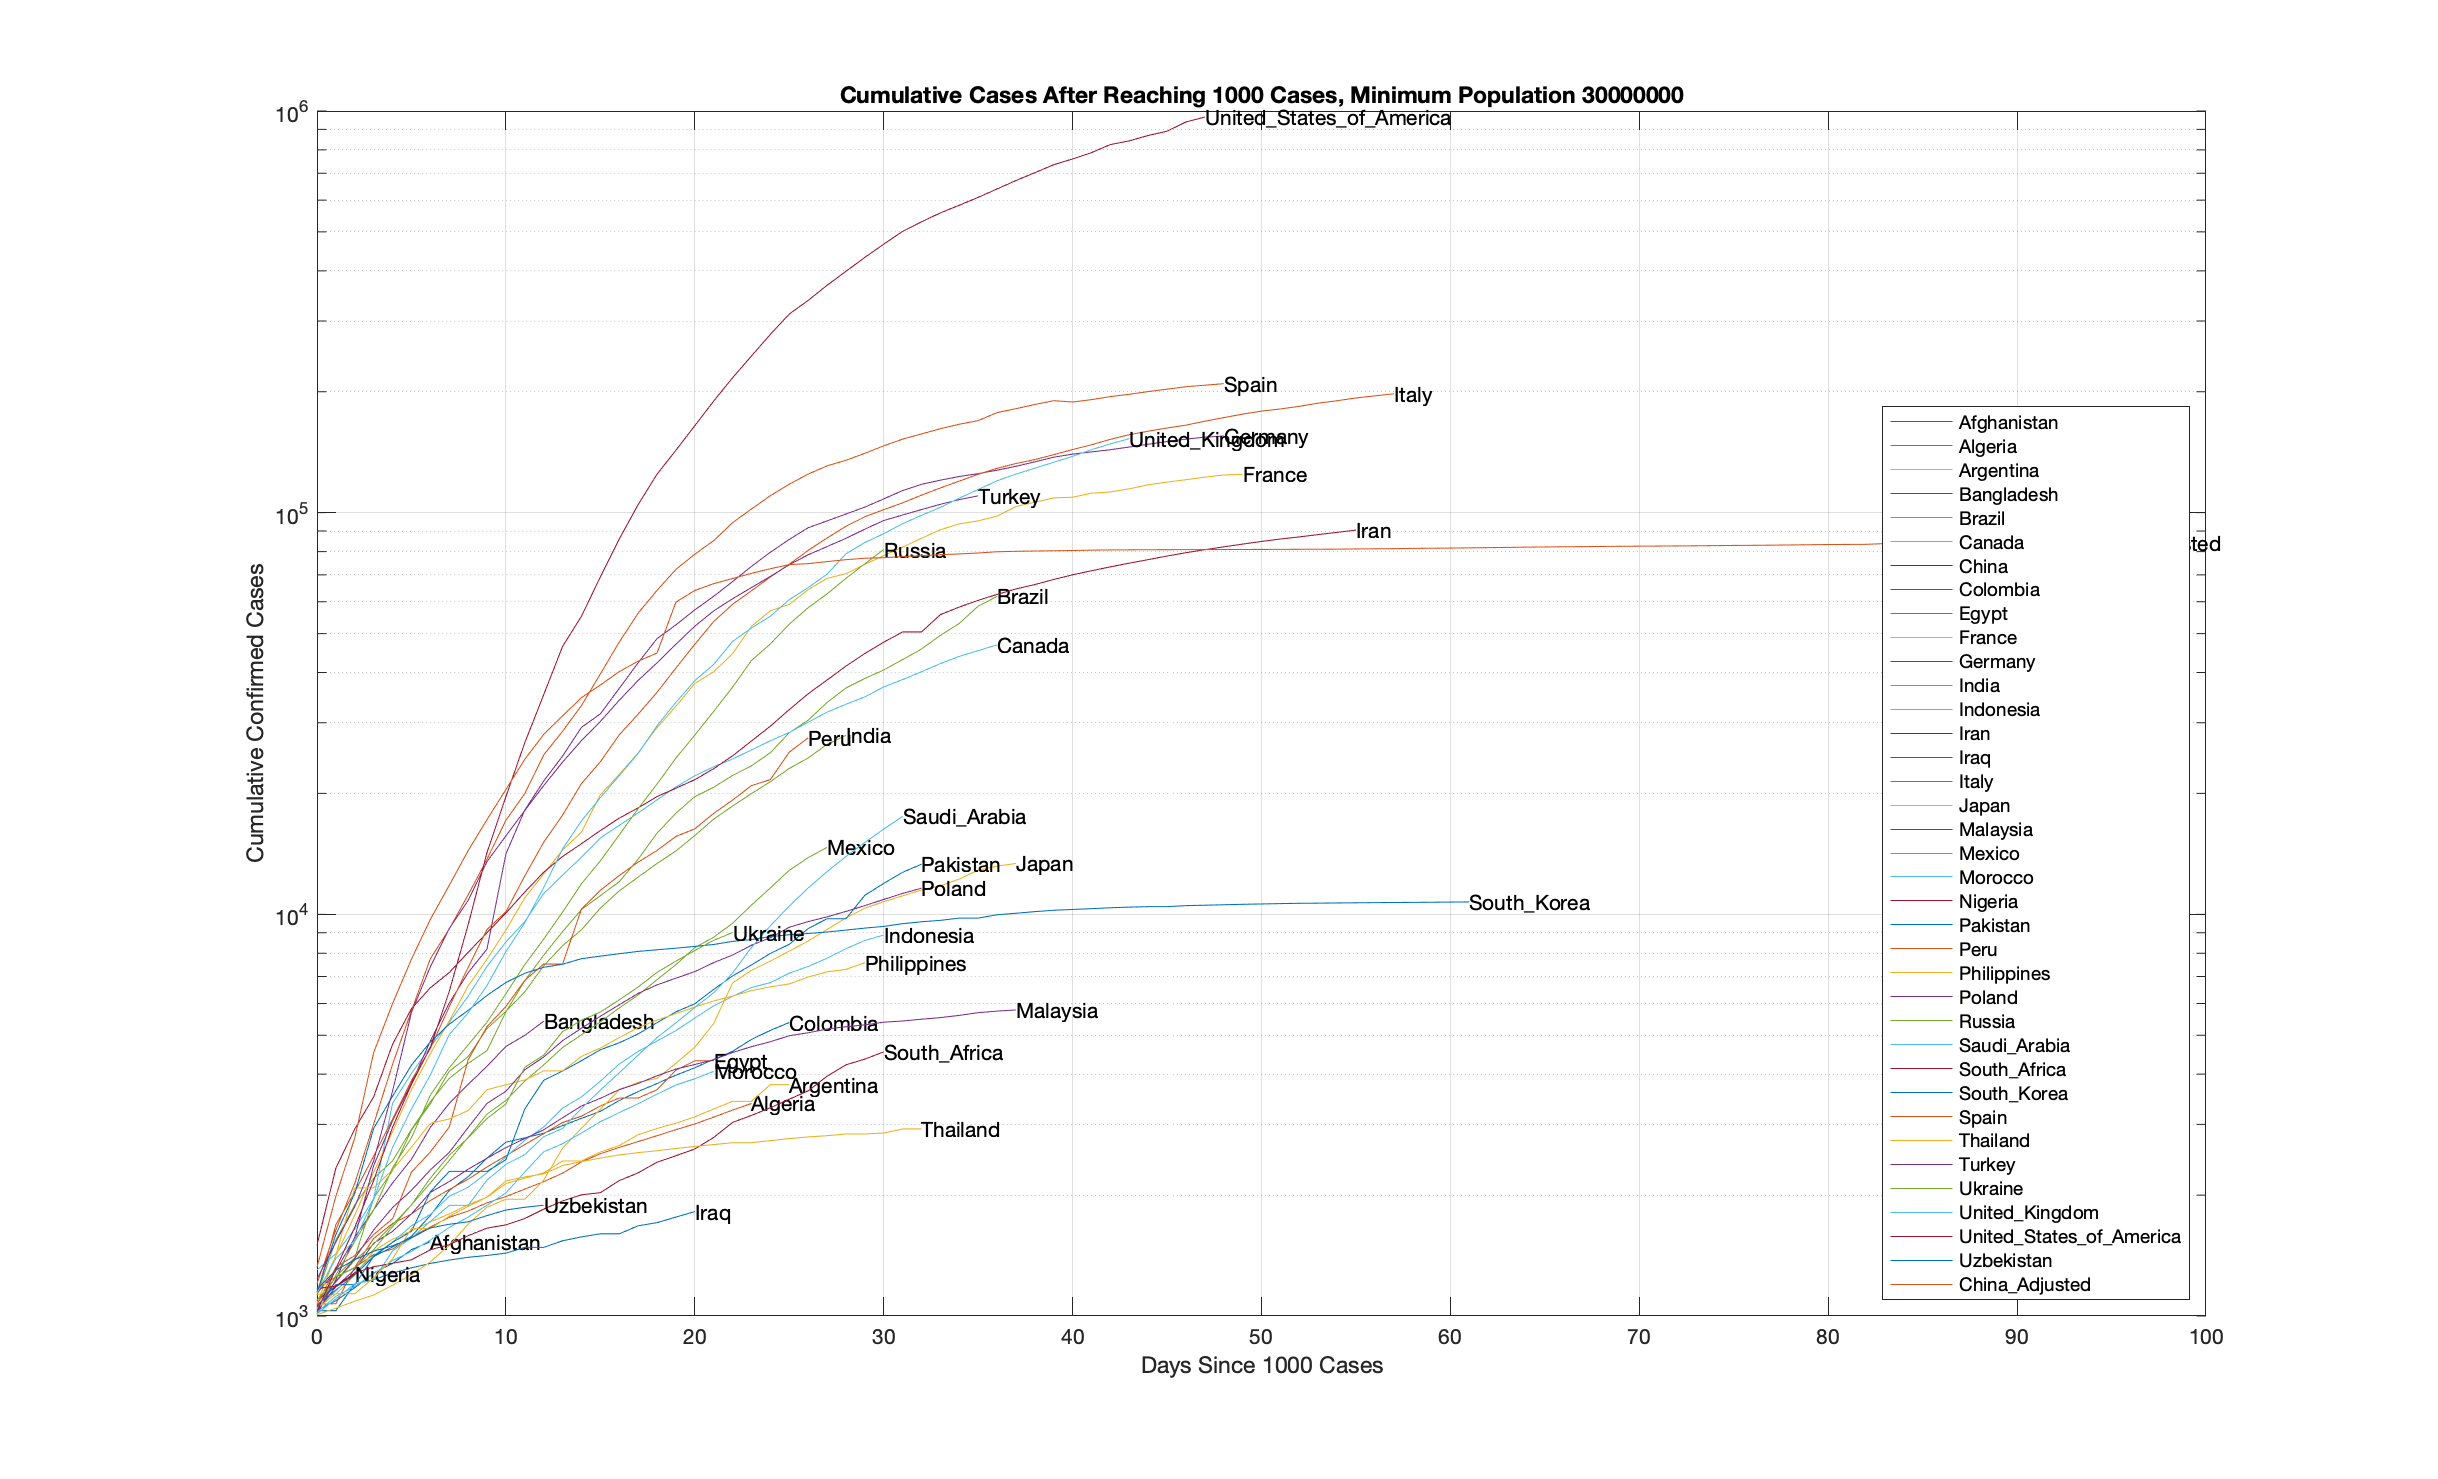 Cumulative Cases After Reaching 1000 Cases, Minimum Population 30000000
10^6
10^5
10^4
10^3
Cumulative Confirmed Cases
United_States_of_America
Spain
Italy
United_Kingdom
Germany
France
Turkey
Iran
Russia
sted
Brazil
Canada
Peru
India
Saudi_Arabia
Mexico
Pakistan
Japan
Poland
South_Korea
Ukraine
Indonesia
Philippines
Malaysia
Bangladesh
Colombia
South_Africa
Egypt
Morocco
Argentina
Algeria
Thailand
Uzbekistan
Iraq
Afghanistan
Nigeria
Afghanistan
Algeria
Argentina
Bangladesh
Brazil
Canada
China
Colombia
Egypt
France
Germany
India
Indonesia
Iran
Iraq
Italy
Japan
Malaysia
Mexico
Morocco
Nigeria
Pakistan
Peru
Philippines
Poland
Russia
Saudi_Arabia
South_Africa
South_Korea
Spain
Thailand
Turkey
Ukraine
United_Kingdom
United_States_of_America
Uzbekistan
China_Adjusted
0 10 20 30 40 50 60 70 80 90 100
Days Since 1000 Cases